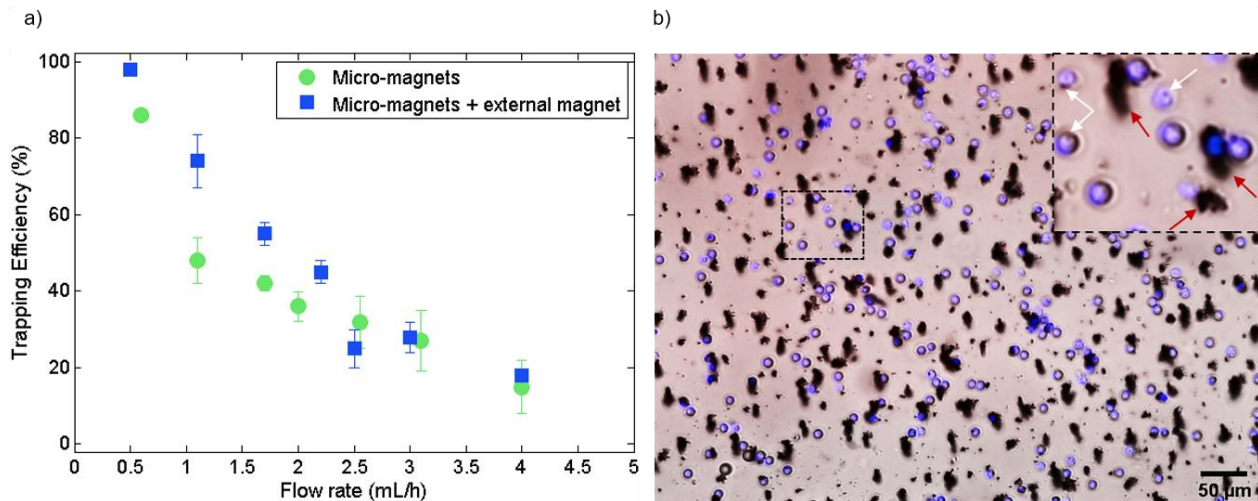 a)
100
80
60
40
20
0
Trapping Efficiency (%)
Micro-magnets
Micro-magnets + external magnet
0 0.5 1 1.5 2 2.5 3 3.5 4 4.5 5
Flow rate (mL/h)
b)
50 µm